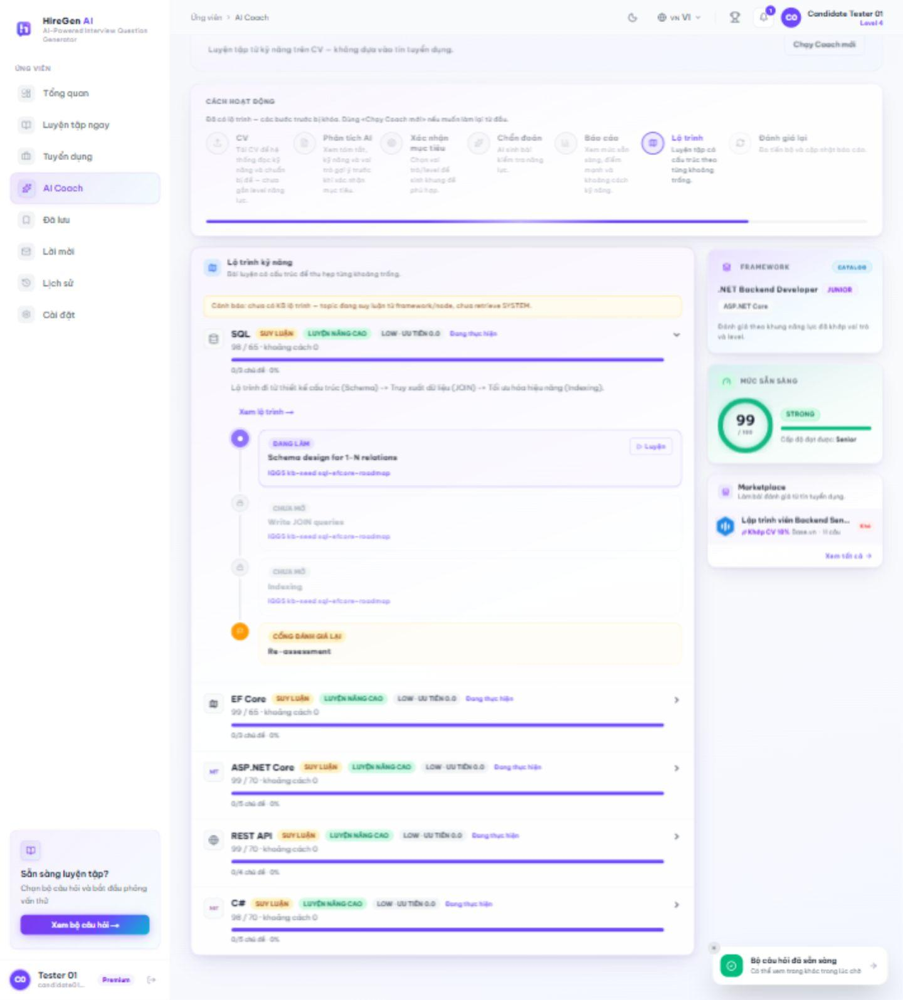 HireGen AI
AI-Powered Interview Question
Generator
ỨNG VIÊN
Tổng quan
Luyện tập ngay
Tuyển dụng
AI Coach
Đã lưu
Lời mời
Lịch sử
Cài đặt
Sẵn sàng luyện tập?
Chọn bộ câu hỏi và bắt đầu phỏng
vấn thử
Xem bộ câu hỏi →
C0
Tester 01
candidate01...
Premium
Ứng viên > AI Coach
VN VI
1
C0
Candidate Tester 01
Level 4
Luyện tập từ kỹ năng trên CV — không dựa vào tin tuyển dụng.
Chạy Coach mới
CÁCH HOẠT ĐỘNG
Đã có lộ trình — các bước trước bị khóa. Dùng «Chạy Coach mới» nếu muốn làm lại từ đầu.
CV
Tải CV để hệ
thống đọc kỹ
năng và chuẩn
bị đề — chưa
gắn level năng
lực.
Phân tích AI
Xem tóm tắt,
kỹ năng và vai
trò gợi ý trước
khi xác nhận
mục tiêu.
Xác nhận
mục tiêu
Chọn vai
trò/level để
sinh khung đề
phù hợp.
Chẩn đoán
AI sinh bài
kiểm tra năng
lực.
Báo cáo
Xem mức sẵn
sàng, điểm
mạnh và
khoảng cách
kỹ năng.
Lộ trình
Luyện tập có
cấu trúc theo
từng khoảng
trống.
Đánh giá lại
Đo tiến bộ và cập nhật báo cáo.
Lộ trình kỹ năng
Bài luyện có cấu trúc để thu hẹp từng khoảng trống.
Cảnh báo: chưa có KB lộ trình — topic đang suy luận từ framework/node, chưa retrieve SYSTEM.
SQL SUY LUẬN LUYỆN NÂNG CAO LOW · ƯU TIÊN 0.0 Đang thực hiện
98 / 65 · khoảng cách 0
0/3 chủ đề · 0%
Lộ trình đi từ thiết kế cấu trúc (Schema) -> Truy xuất dữ liệu (JOIN) -> Tối ưu hóa hiệu năng (Indexing).
Xem lộ trình →
ĐANG LÀM
Schema design for 1-N relations
kb-seed sql-efcore-roadmap
Luyện
CHƯA MỞ
Write JOIN queries
kb-seed sql-efcore-roadmap
CHƯA MỞ
Indexing
kb-seed sql-efcore-roadmap
CỔNG ĐÁNH GIÁ LẠI
Re-assessment
EF Core SUY LUẬN LUYỆN NÂNG CAO LOW · ƯU TIÊN 0.0 Đang thực hiện
99 / 65 · khoảng cách 0
0/3 chủ đề · 0%
.NET
ASP.NET Core SUY LUẬN LUYỆN NÂNG CAO LOW · ƯU TIÊN 0.0 Đang thực hiện
99 / 70 · khoảng cách 0
0/5 chủ đề · 0%
REST API SUY LUẬN LUYỆN NÂNG CAO LOW · ƯU TIÊN 0.0 Đang thực hiện
99 / 70 · khoảng cách 0
0/4 chủ đề · 0%
.NET
C# SUY LUẬN LUYỆN NÂNG CAO LOW · ƯU TIÊN 0.0 Đang thực hiện
98 / 70 · khoảng cách 0
0/5 chủ đề · 0%
FRAMEWORK
CATALOG
.NET Backend Developer JUNIOR
ASP.NET Core
Đánh giá theo khung năng lực đã khớp vai trò
và level.
MỨC SẴN SÀNG
99
/ 100
STRONG
Cấp độ đạt được: Senior
Marketplace
Làm bài đánh giá từ tin tuyển dụng.
Lập trình viên Backend Sen...
Khớp CV 18% Base.vn · 11 câu
Khó
Xem tất cả →
Bộ câu hỏi đã sẵn sàng
Có thể xem trang khác trong lúc chờ